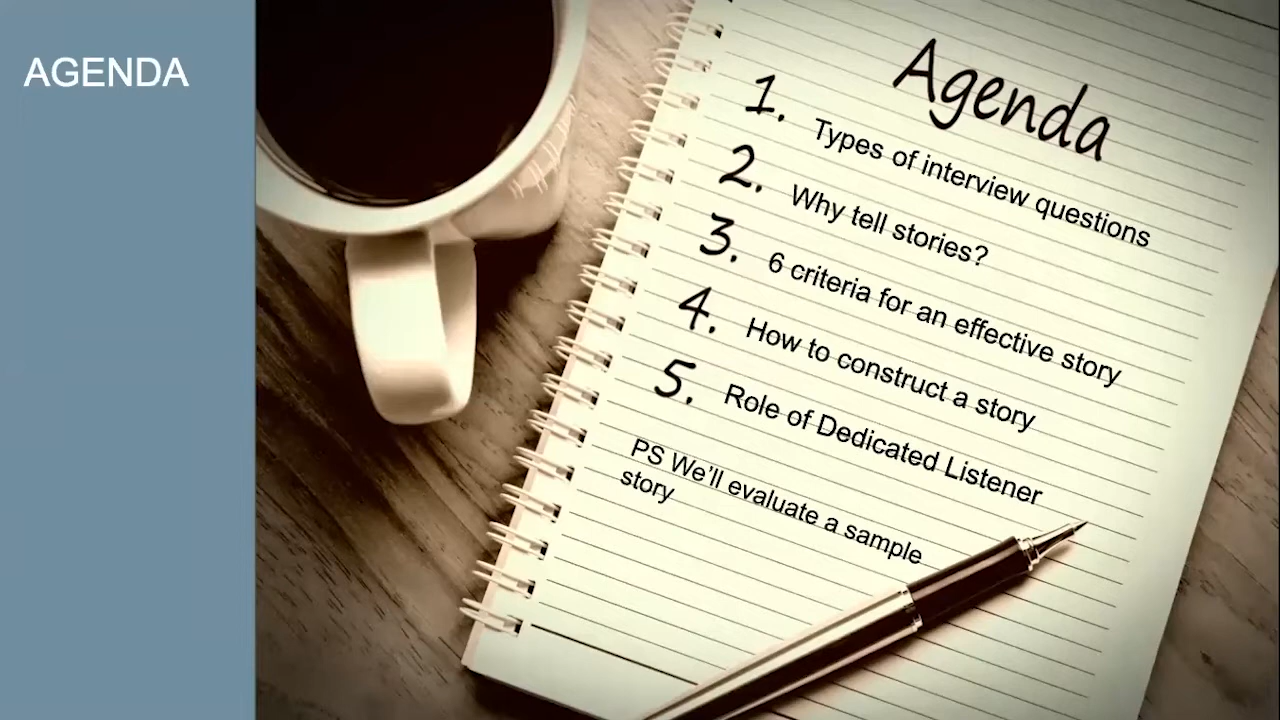 AGENDA
Agenda
1. Types of interview questions
2. Why tell stories?
3. 6 criteria for an effective story
4. How to construct a story
5. Role of Dedicated Listener
PS We'll evaluate a sample
story